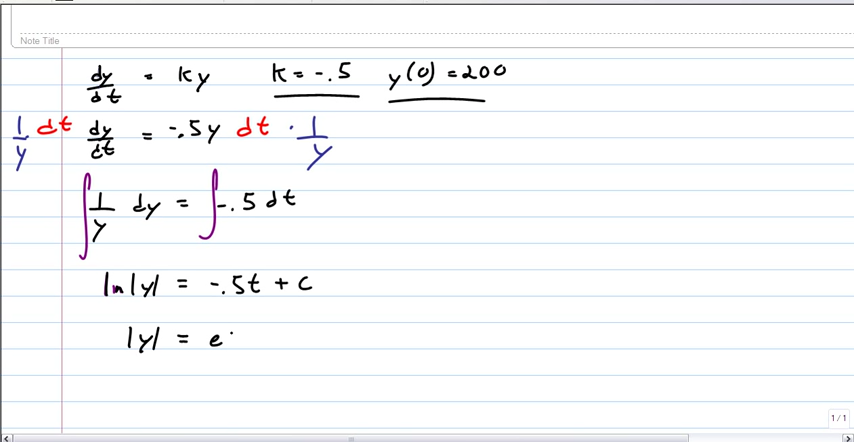 Note Title
dy/dt = ky k = -.5 y(0) = 200
1/y dt dy/dt = -.5y dt · 1/y
∫ 1/y dy = ∫ -.5 dt
ln|y| = -.5t + c
|y| = e
1 / 1